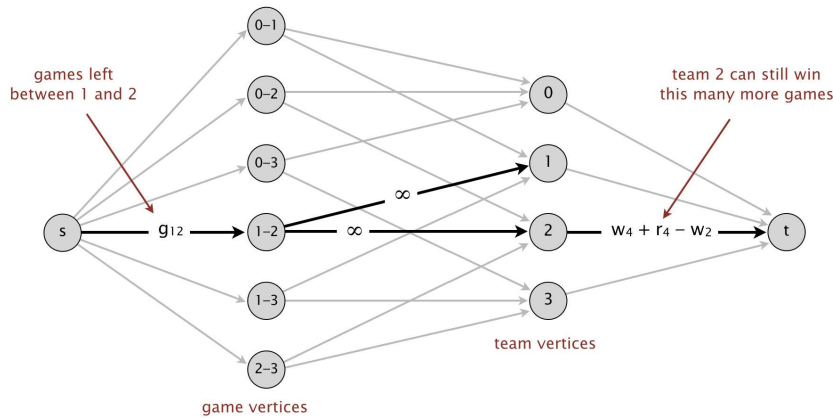 games left
between 1 and 2
team 2 can still win
this many more games
0–1
0–2
0–3
1–2
1–3
2–3
s
g12
∞
∞
0
1
2
3
w4 + r4 – w2
t
team vertices
game vertices